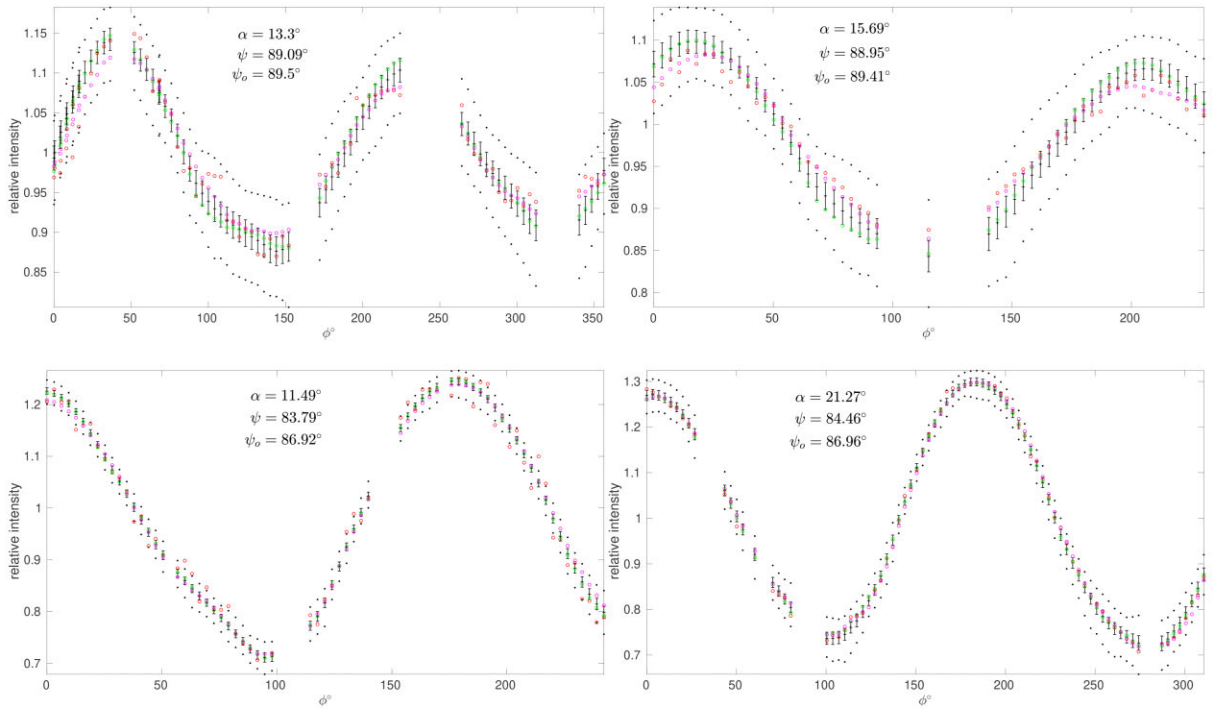 α = 13.3°
ψ = 89.09°
ψₒ = 89.5°
relative intensity
1.15
1.1
1.05
1
0.95
0.9
0.85
0 50 100 150 200 250 300 350
ϕ°
α = 15.69°
ψ = 88.95°
ψₒ = 89.41°
relative intensity
1.1
1.05
1
0.95
0.9
0.85
0.8
0 50 100 150 200
ϕ°
α = 11.49°
ψ = 83.79°
ψₒ = 86.92°
relative intensity
1.2
1.1
1
0.9
0.8
0.7
0 50 100 150 200
ϕ°
α = 21.27°
ψ = 84.46°
ψₒ = 86.96°
relative intensity
1.3
1.2
1.1
1
0.9
0.8
0.7
0 50 100 150 200 250 300
ϕ°